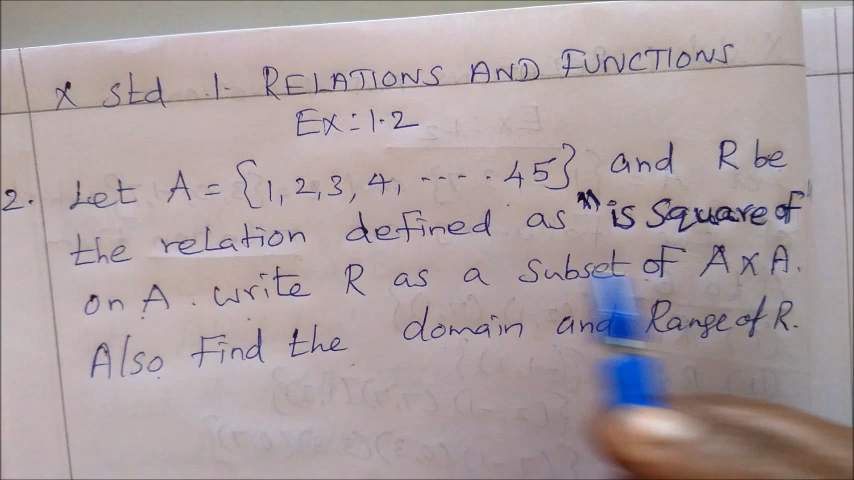 X std 1. RELATIONS AND FUNCTIONS
Ex: 1.2
2. Let A = {1, 2, 3, 4, ..... 45} and R be
the relation defined as "is Square of"
on A. write R as a subset of A x A.
Also Find the domain and Range of R.